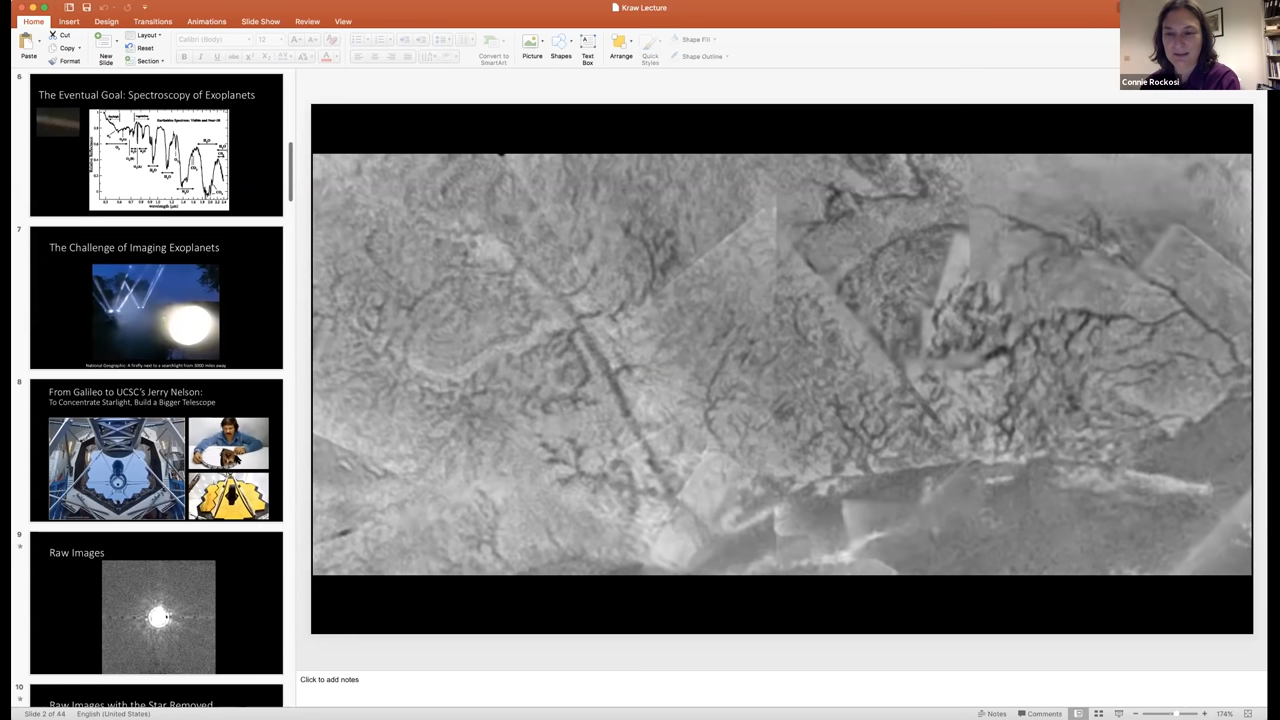 Kraw Lecture
Home Insert Design Transitions Animations Slide Show Review View
Paste
Cut
Copy
Format
New Slide
Layout
Reset
Section
Calibri (Body) 12
Convert to SmartArt
Picture
Shapes
Text Box
Arrange
Quick Styles
Shape Fill
Shape Outline
Connie Rockosi
6
The Eventual Goal: Spectroscopy of Exoplanets
7
The Challenge of Imaging Exoplanets
National Geographic: A firefly next to a searchlight from 3000 miles away
8
From Galileo to UCSC's Jerry Nelson:
To Concentrate Starlight, Build a Bigger Telescope
9
Raw Images
10
Raw Images with the Star Removed
Click to add notes
Slide 2 of 44 English (United States) Notes Comments 174%